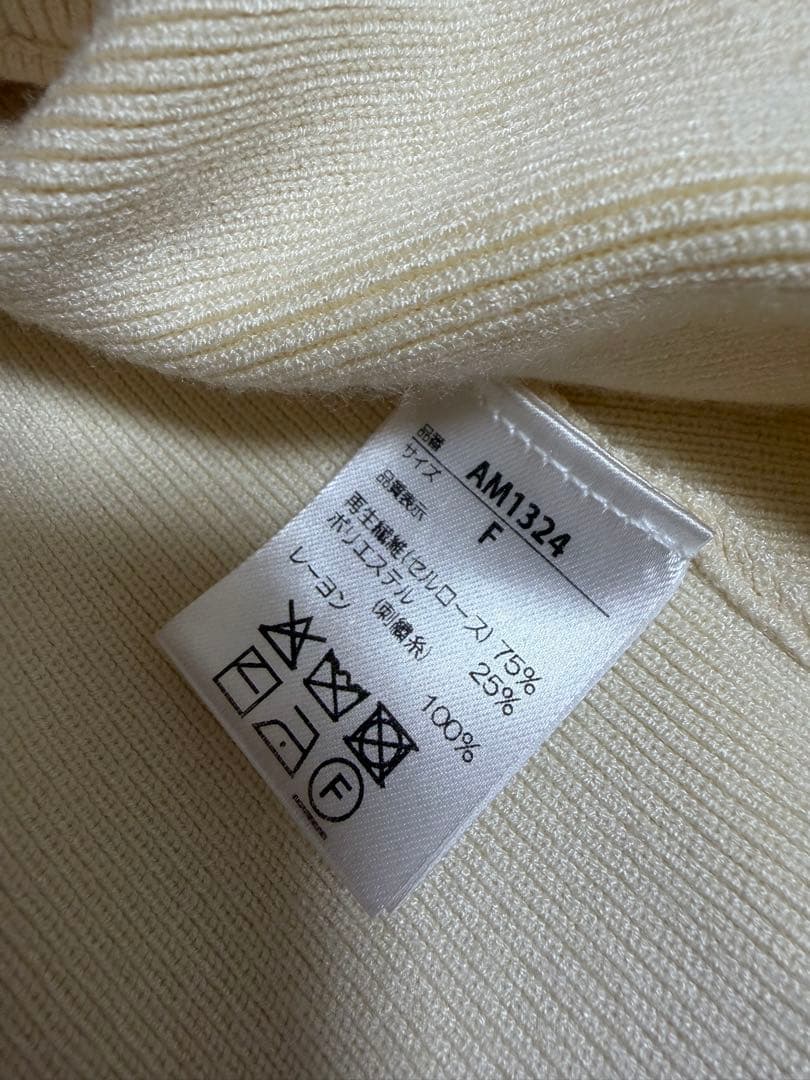 品番 AM1324
サイズ F
品質表示
再生繊維(セルロース) 75%
ポリエステル 25%
(刺繍糸)
レーヨン 100%
F